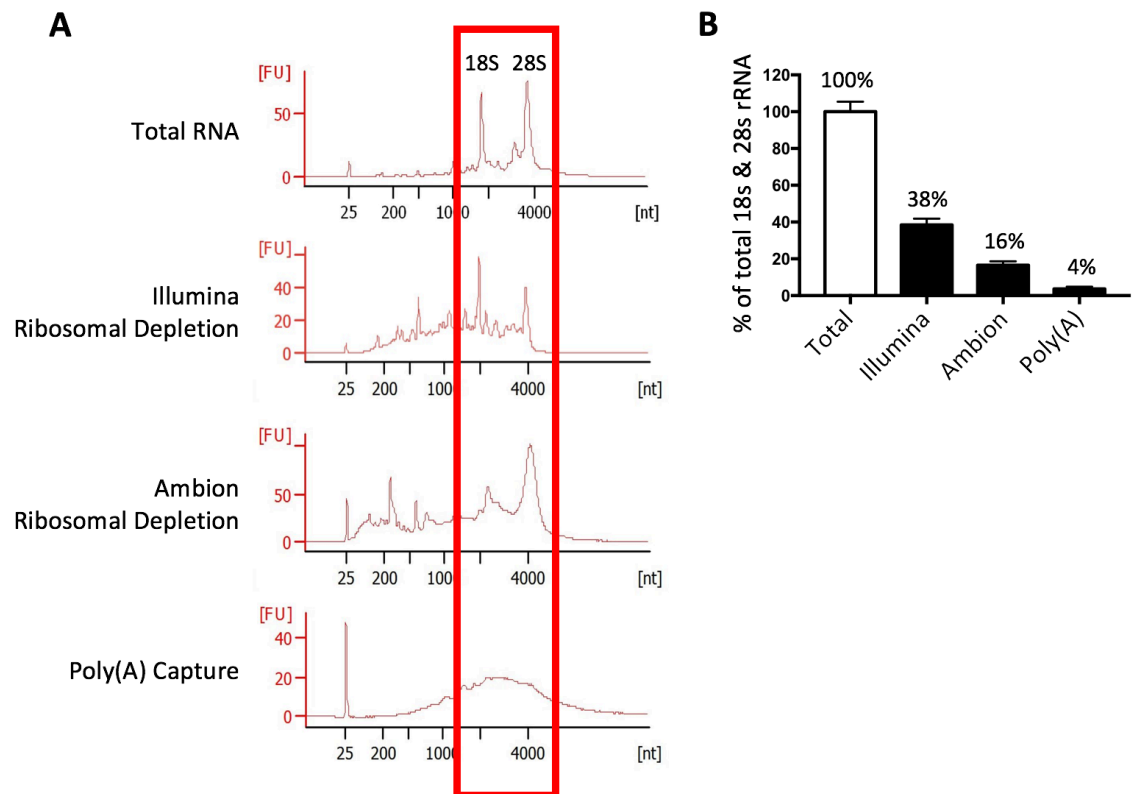 A
18S 28S
[FU]
50
0
Total RNA
25 200 1000 4000 [nt]
[FU]
40
20
0
Illumina
Ribosomal Depletion
25 200 1000 4000 [nt]
[FU]
50
0
Ambion
Ribosomal Depletion
25 200 1000 4000 [nt]
[FU]
40
20
0
Poly(A) Capture
25 200 1000 4000 [nt]
B
% of total 18s & 28s rRNA
120
100
80
60
40
20
0
100%
38%
16%
4%
Total
Illumina
Ambion
Poly(A)